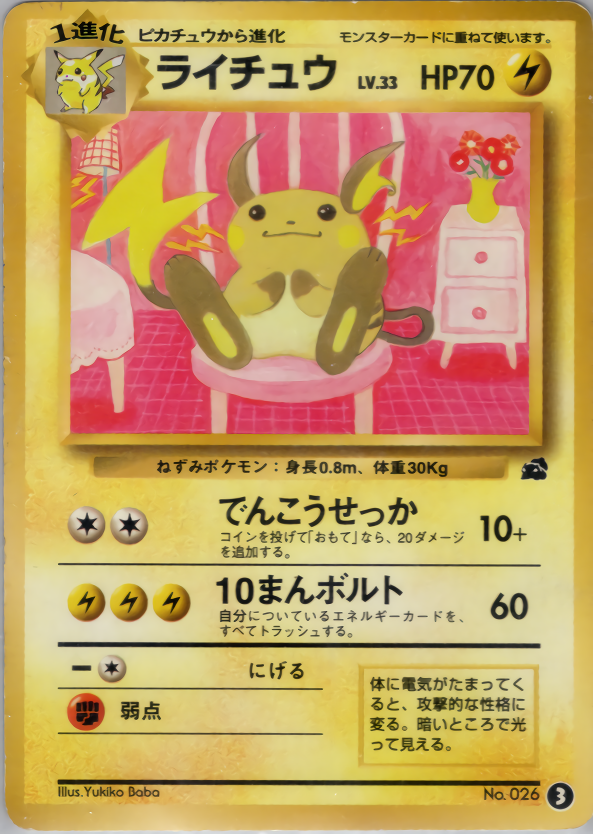 1進化 ピカチュウから進化 モンスターカードに重ねて使います。
ライチュウ LV.33 HP70
ねずみポケモン：身長0.8m、体重30Kg
でんこうせっか 10+
コインを投げて「おもて」なら、20ダメージ
を追加する。
10まんボルト 60
自分についているエネルギーカードを、
すべてトラッシュする。
ー にげる
弱点
体に電気がたまってく
ると、攻撃的な性格に
変る。暗いところで光
って見える。
Illus.Yukiko Baba No. 026 3